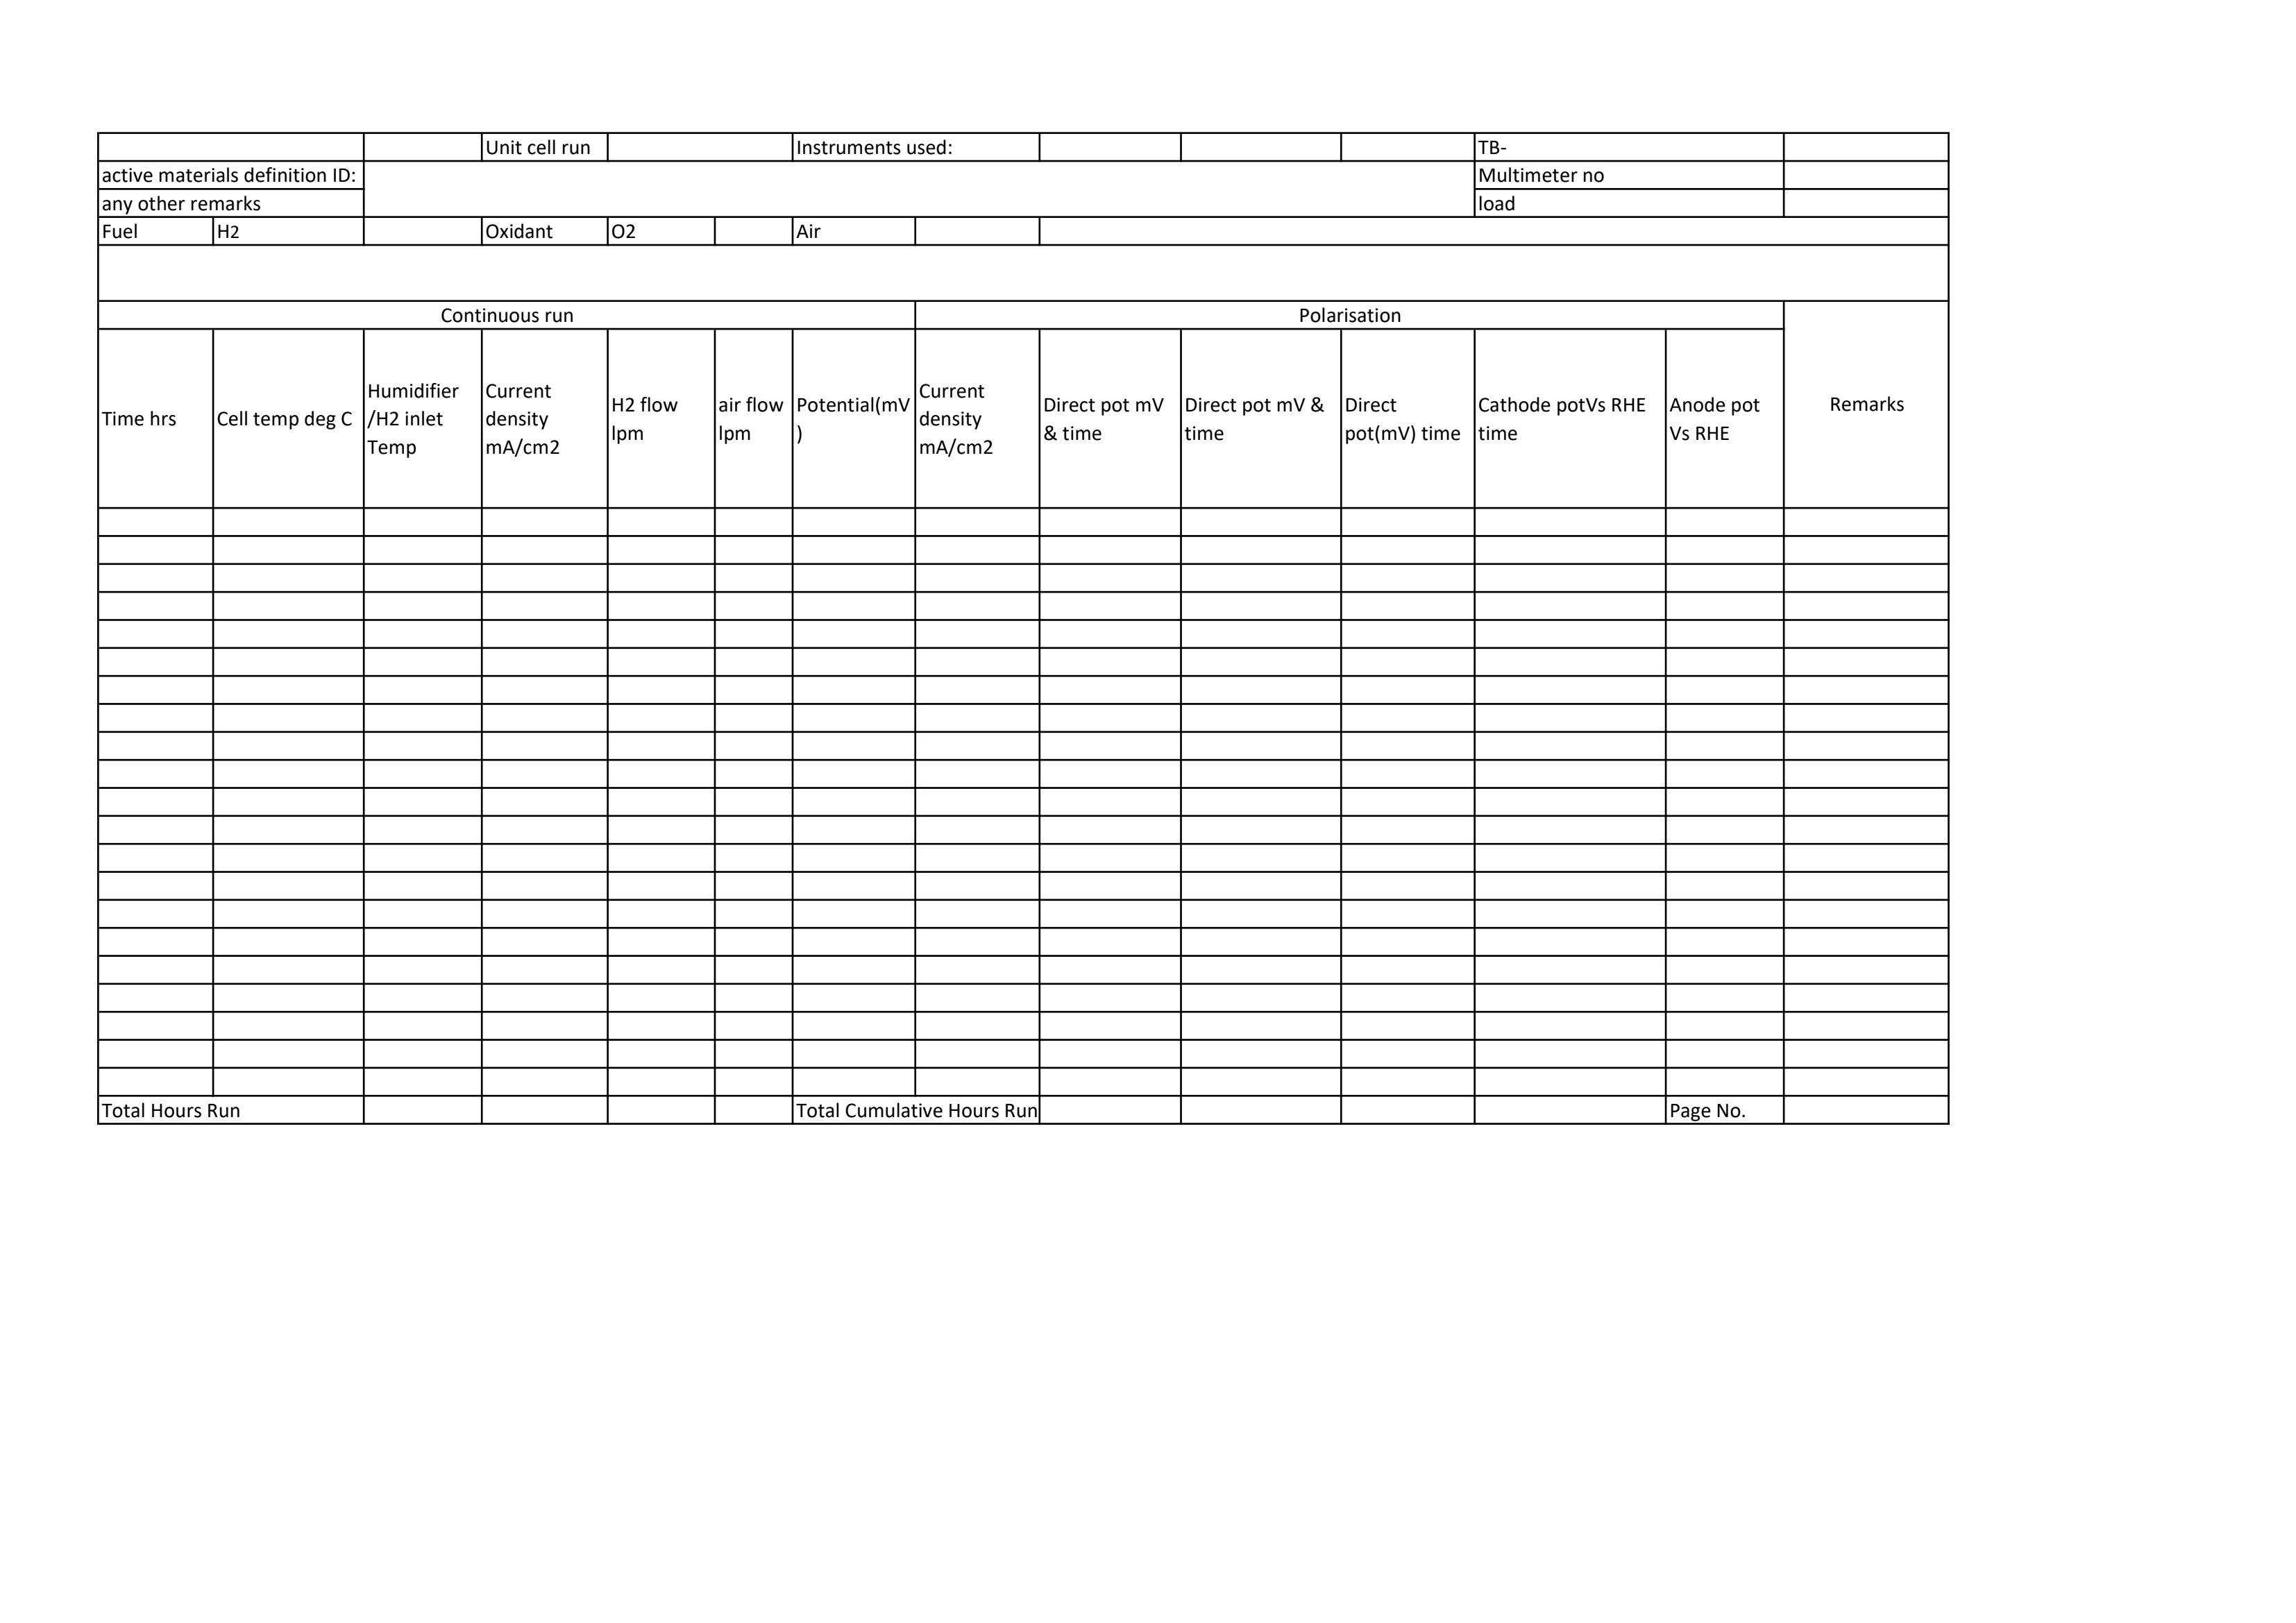 Unit cell run Instruments used: TB-
active materials definition ID: Multimeter no
any other remarks load
Fuel H2 Oxidant O2 Air
Continuous run Polarisation
Time hrs
Cell temp deg C
Humidifier
/H2 inlet
Temp
Current
density
mA/cm2
H2 flow
lpm
air flow
lpm
Potential(mV
)
Current
density
mA/cm2
Direct pot mV
& time
Direct pot mV &
time
Direct
pot(mV) time
Cathode potVs RHE
time
Anode pot
Vs RHE
Remarks
Total Hours Run Total Cumulative Hours Run Page No.